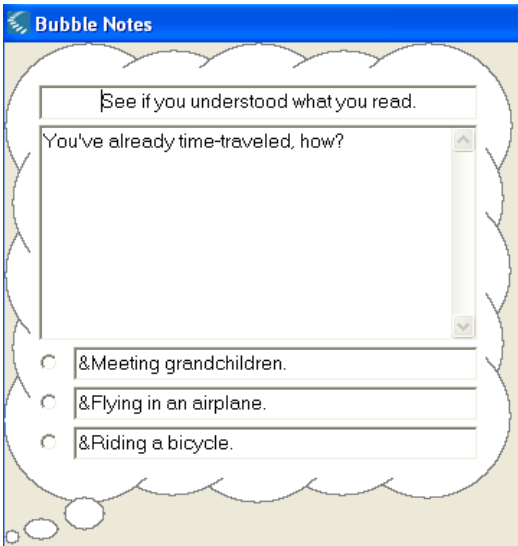 Bubble Notes
See if you understood what you read.
You've already time-traveled, how?
&Meeting grandchildren.
&Flying in an airplane.
&Riding a bicycle.